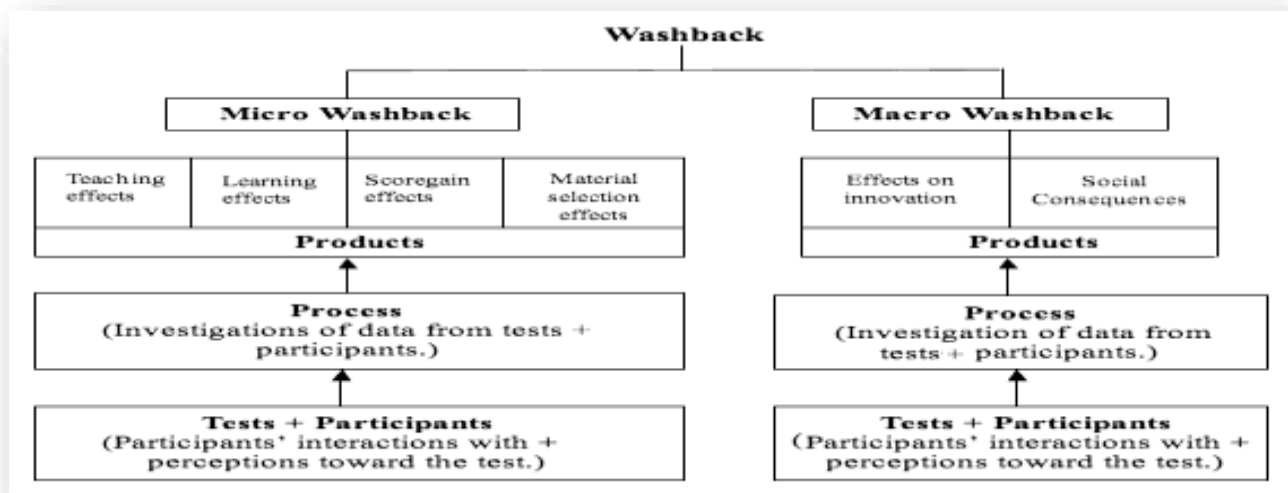 Washback
Micro Washback
Macro Washback
Teaching
effects
Learning
effects
Scoregain
effects
Material
selection
effects
Products
Effects on
innovation
Social
Consequences
Products
Process
(Investigations of data from tests +
participants.)
Process
(Investigation of data from
tests + participants.)
Tests + Participants
(Participants' interactions with +
perceptions toward the test.)
Tests + Participants
(Participants' interactions with +
perceptions toward the test.)